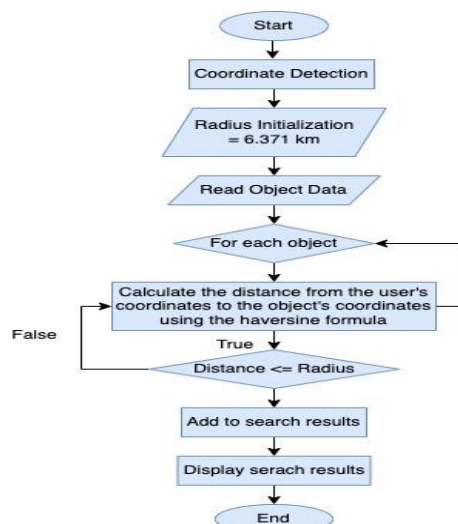 Start
Coordinate Detection
Radius Initialization
= 6.371 km
Read Object Data
For each object
Calculate the distance from the user's
coordinates to the object's coordinates
using the haversine formula
False
True
Distance <= Radius
Add to search results
Display serach results
End